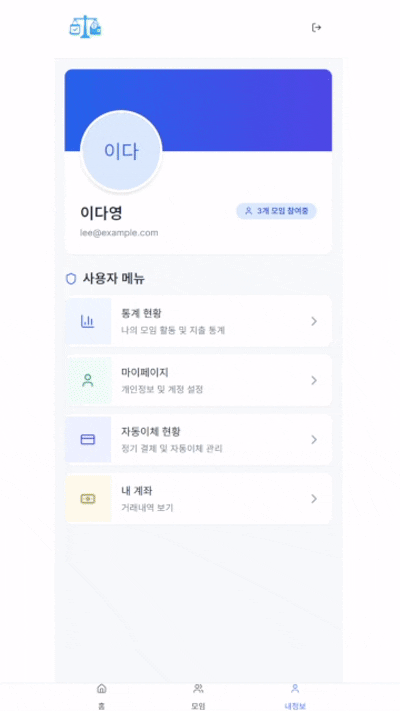 이다
이다영
3개 모임 참여중
lee@example.com
사용자 메뉴
통계 현황
나의 모임 활동 및 지출 통계
마이페이지
개인정보 및 계정 설정
자동이체 현황
정기 결제 및 자동이체 관리
내 계좌
거래내역 보기
홈
모임
내정보